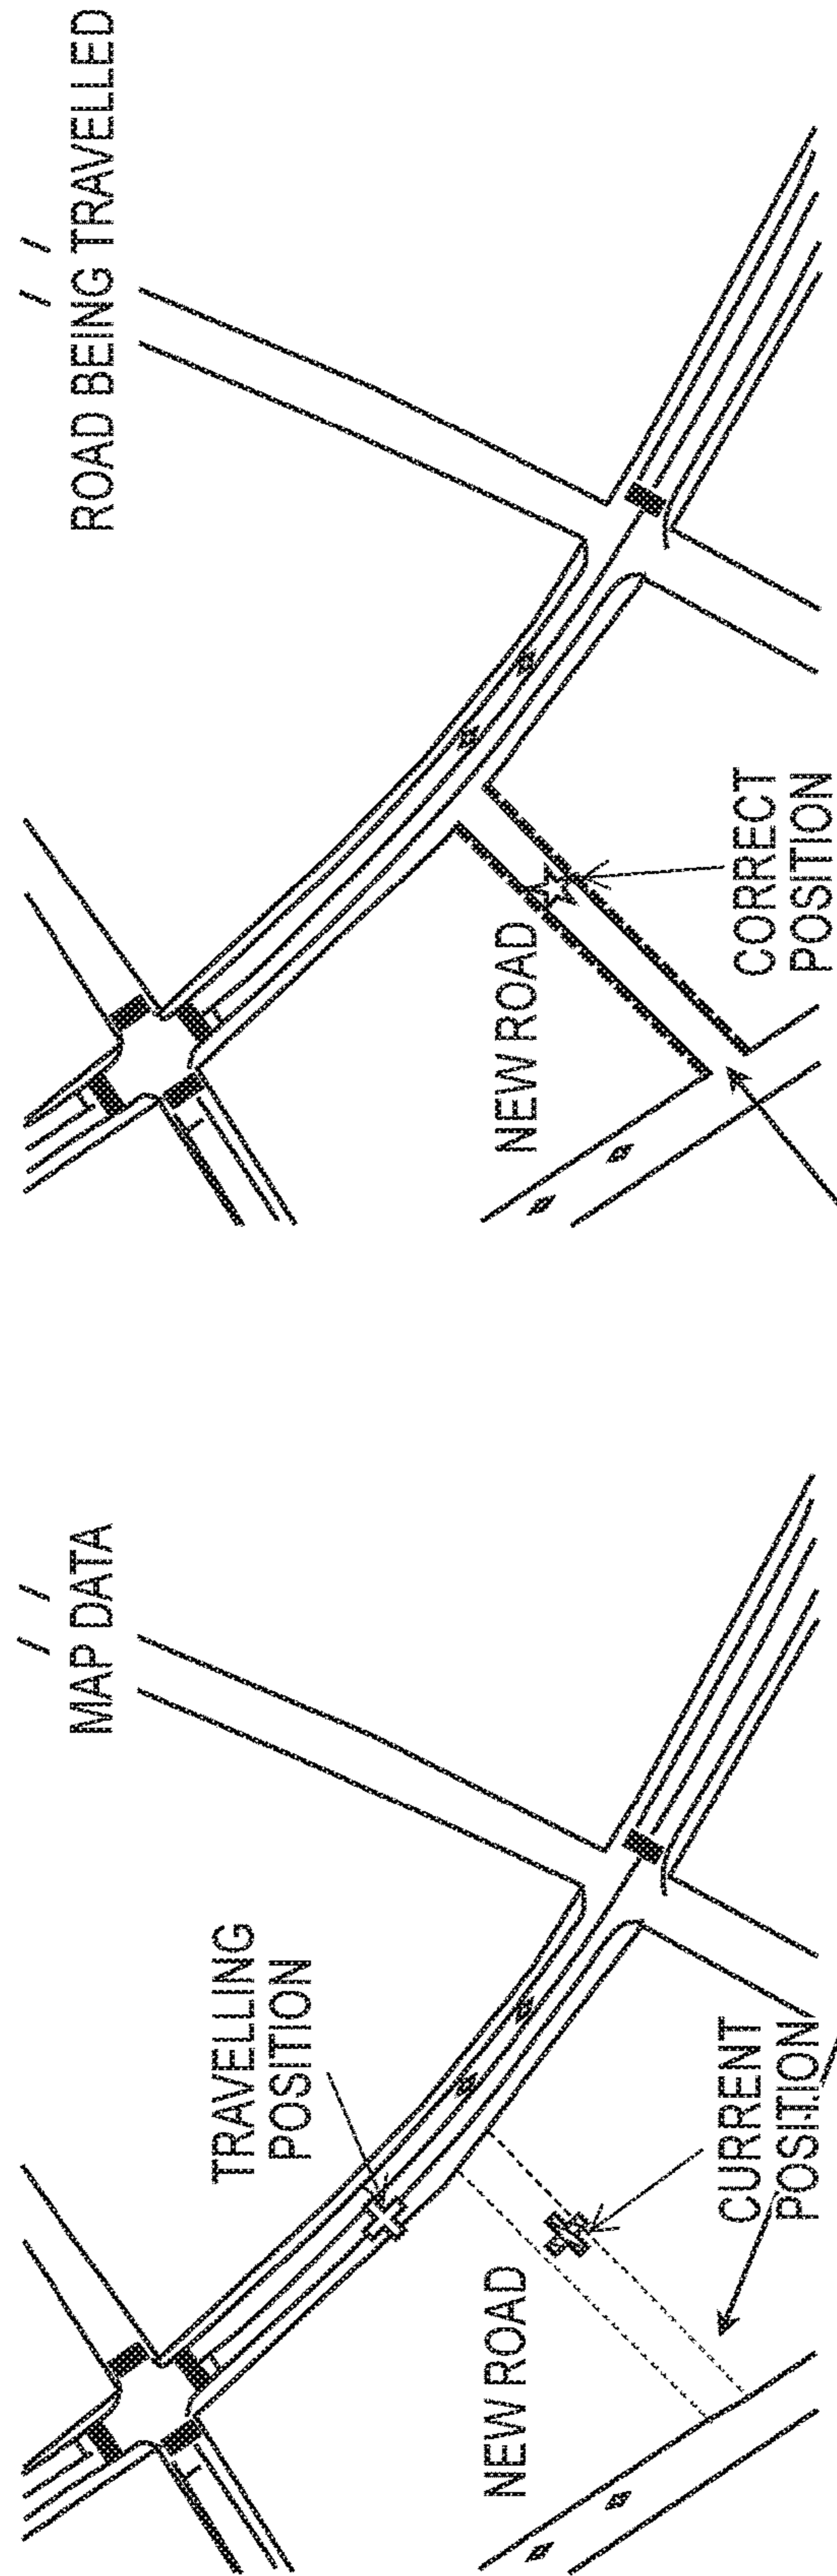 MAP DATA
TRAVELLING
POSITION
NEW ROAD
CURRENT
POSITION
ROAD BEING TRAVELLED
NEW ROAD
CORRECT
POSITION